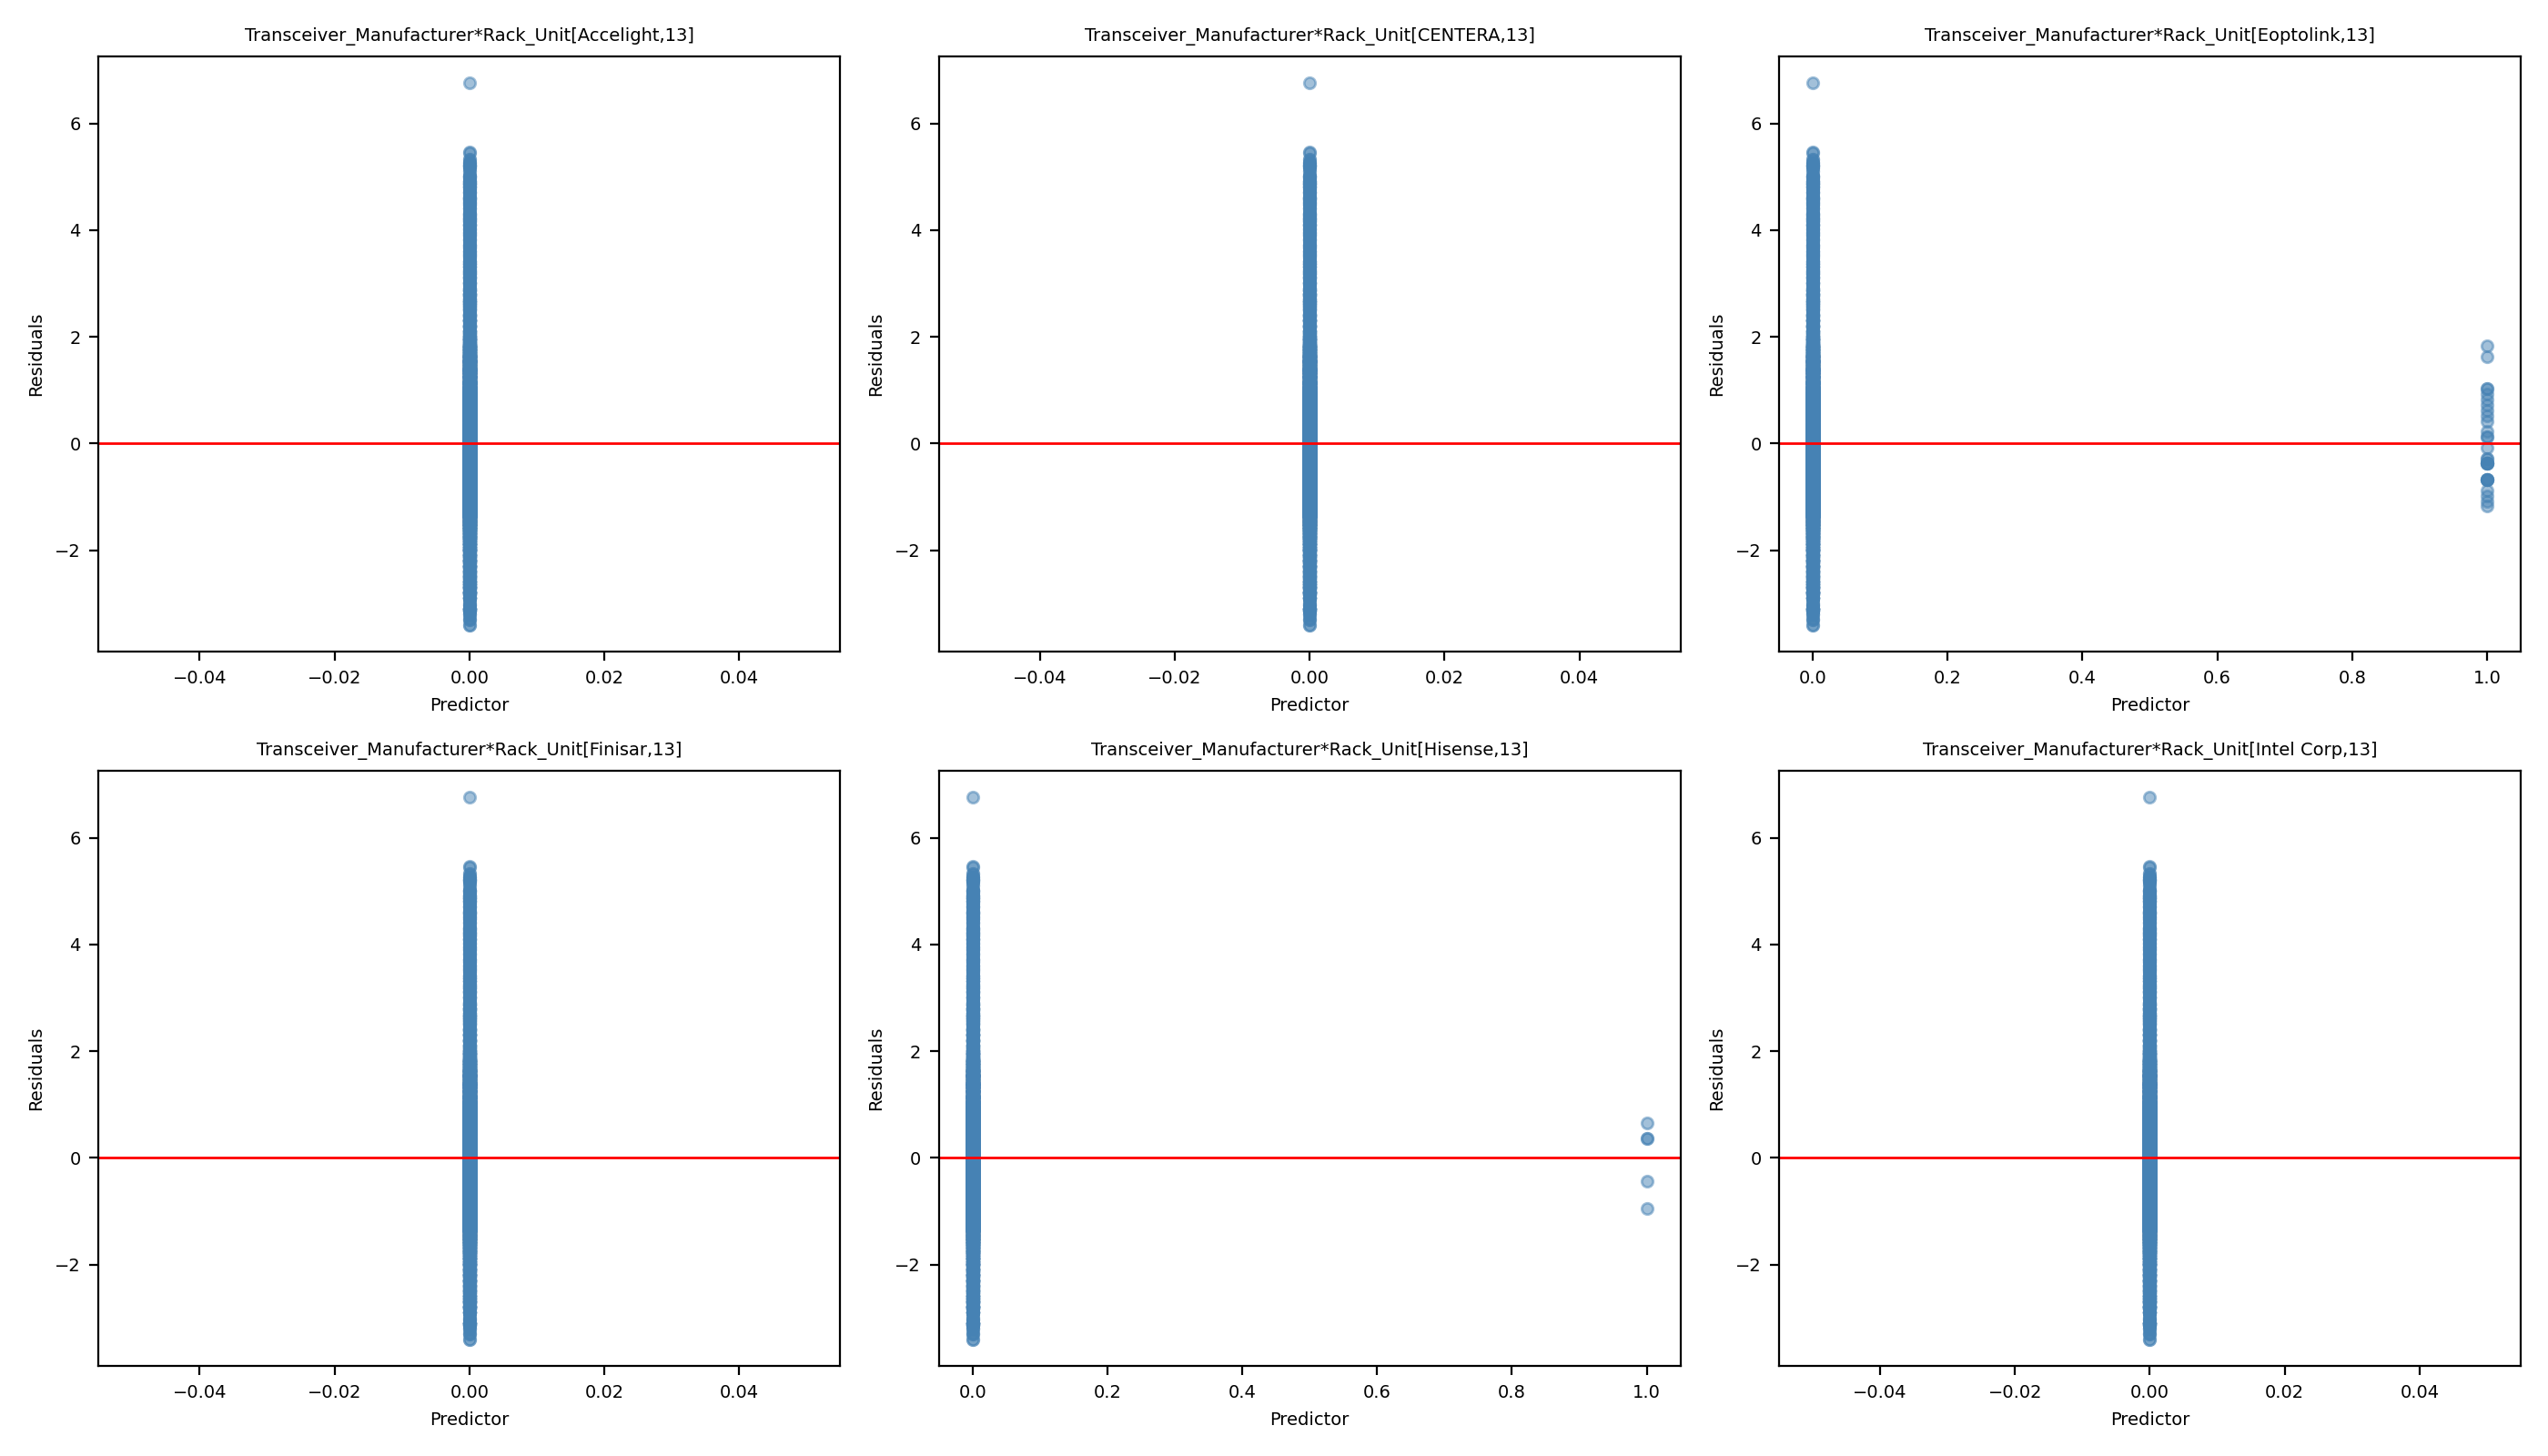 Transceiver_Manufacturer*Rack_Unit[Accelight,13]
Residuals
6
4
2
0
−2
−0.04 −0.02 0.00 0.02 0.04
Predictor
Transceiver_Manufacturer*Rack_Unit[CENTERA,13]
Residuals
6
4
2
0
−2
−0.04 −0.02 0.00 0.02 0.04
Predictor
Transceiver_Manufacturer*Rack_Unit[Eoptolink,13]
Residuals
6
4
2
0
−2
0.0 0.2 0.4 0.6 0.8 1.0
Predictor
Transceiver_Manufacturer*Rack_Unit[Finisar,13]
Residuals
6
4
2
0
−2
−0.04 −0.02 0.00 0.02 0.04
Predictor
Transceiver_Manufacturer*Rack_Unit[Hisense,13]
Residuals
6
4
2
0
−2
0.0 0.2 0.4 0.6 0.8 1.0
Predictor
Transceiver_Manufacturer*Rack_Unit[Intel Corp,13]
Residuals
6
4
2
0
−2
−0.04 −0.02 0.00 0.02 0.04
Predictor